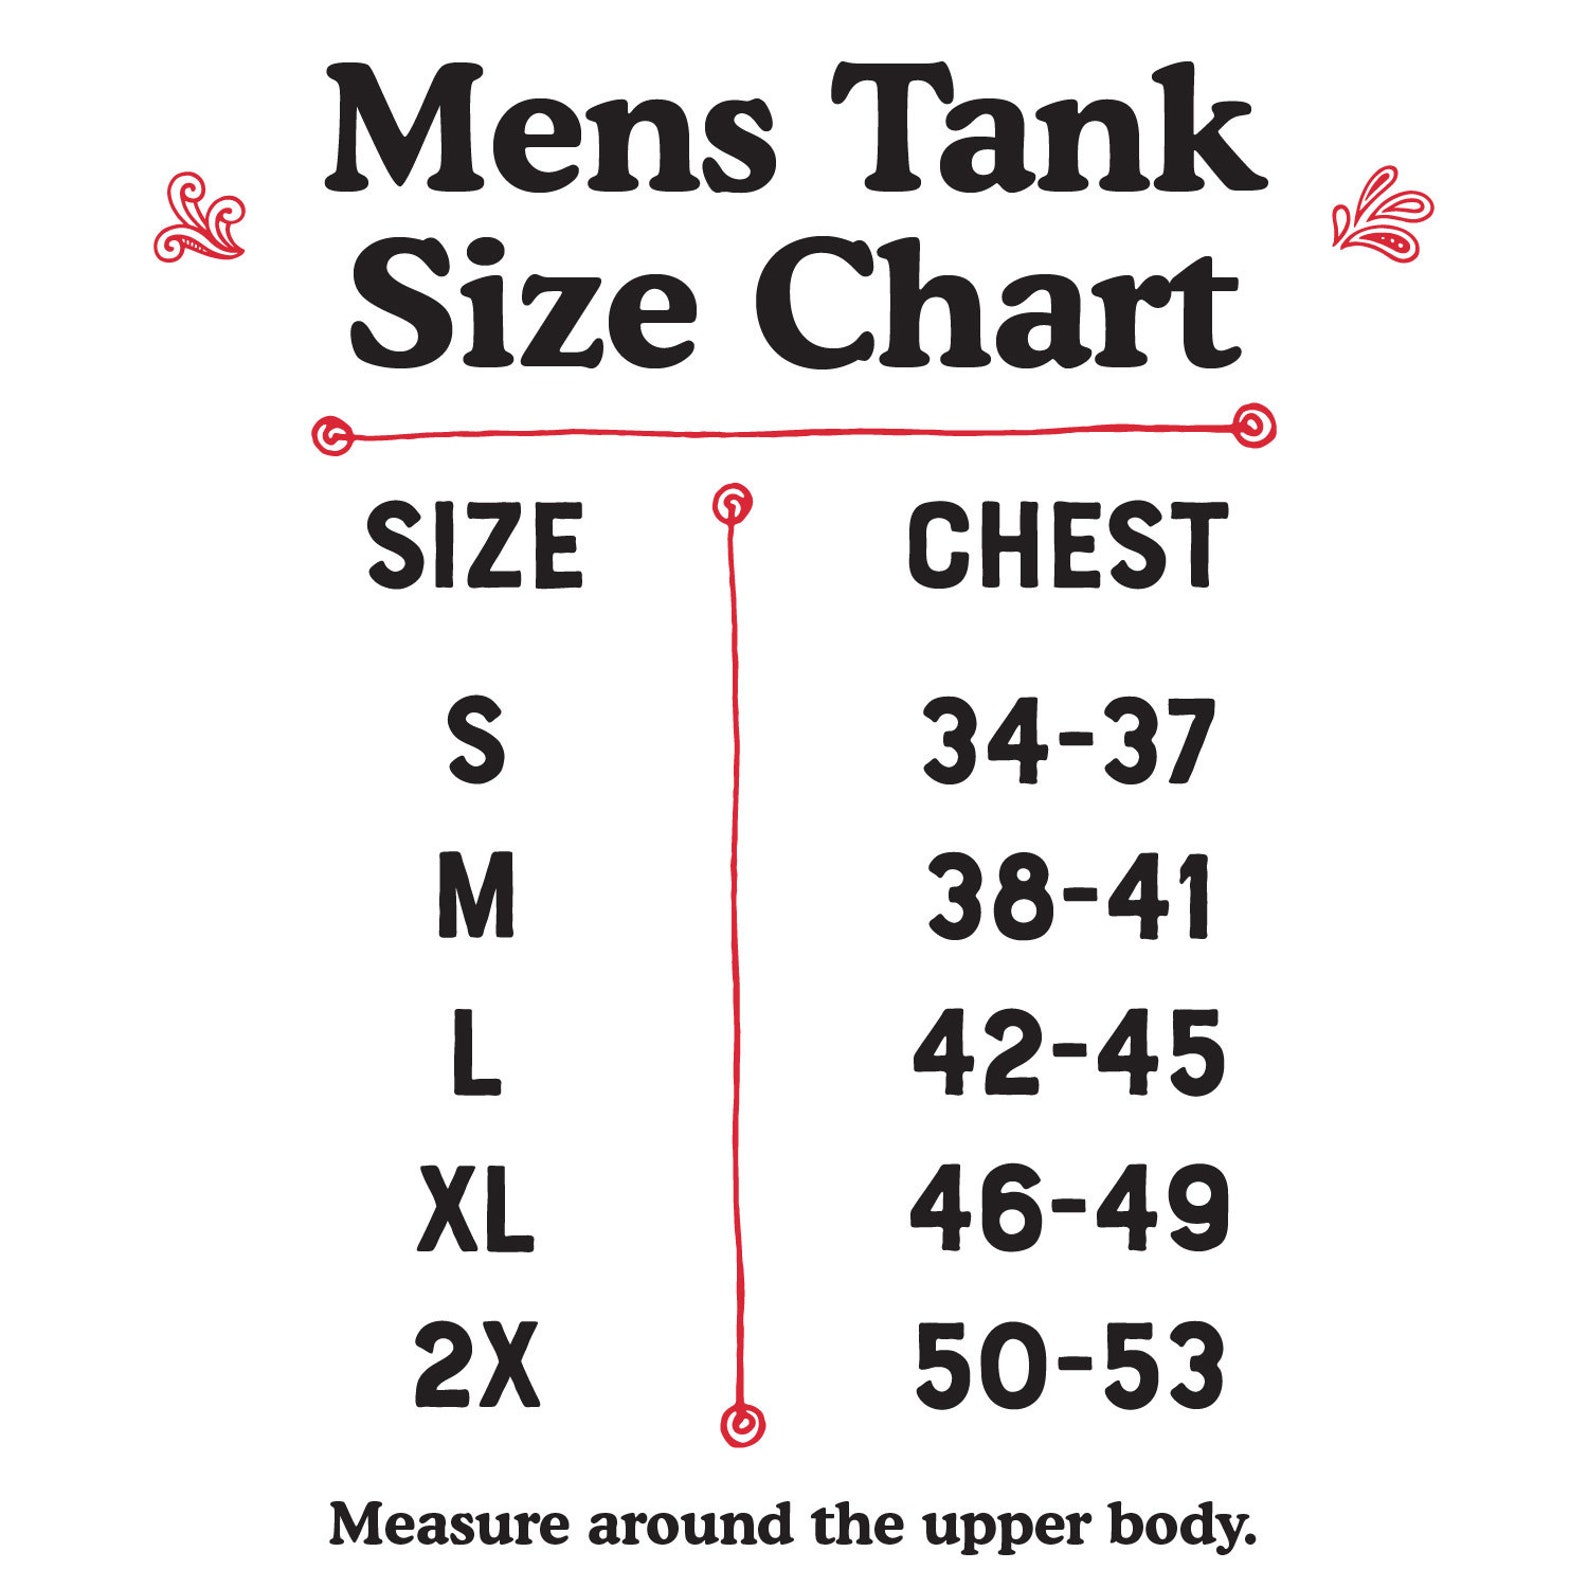 Mens Tank
Size Chart
SIZE CHEST
S 34-37
M 38-41
L 42-45
XL 46-49
2X 50-53
Measure around the upper body.